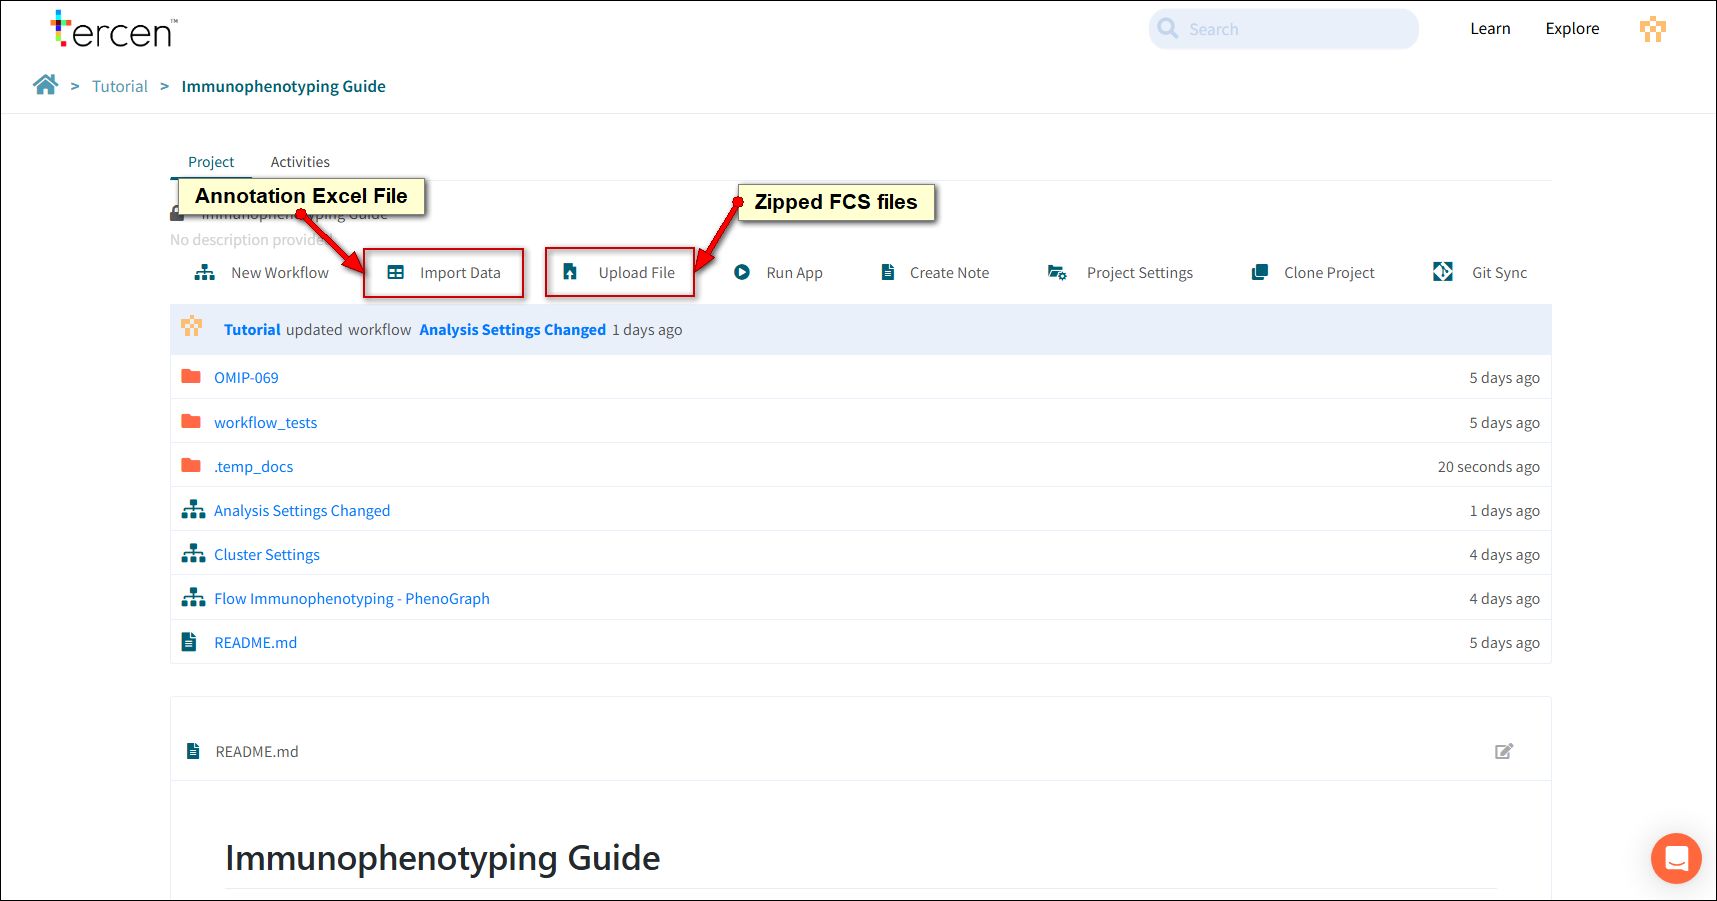 tercen™
Search
Learn
Explore
> Tutorial > Immunophenotyping Guide
Project
Activities
Annotation Excel File
Zipped FCS files
Immunophenotyping Guide
No description provided
New Workflow
Import Data
Upload File
Run App
Create Note
Project Settings
Clone Project
Git Sync
Tutorial updated workflow Analysis Settings Changed 1 days ago
OMIP-069 5 days ago
workflow_tests 5 days ago
.temp_docs 20 seconds ago
Analysis Settings Changed 1 days ago
Cluster Settings 4 days ago
Flow Immunophenotyping - PhenoGraph 4 days ago
README.md 5 days ago
README.md
Immunophenotyping Guide